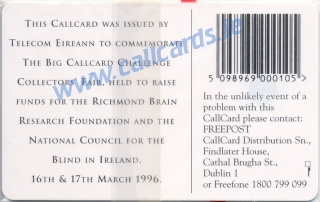 This Callcard was issued by
Telecom Eireann to commemorate
The Big Callcard Challenge
Collectors' Fair, held to raise
funds for the Richmond Brain
Research Foundation and the
National Council for the
Blind in Ireland.
16th & 17th March 1996.
www.callcards.ie
5 098969 000105 >
In the unlikely event of a
problem with this
CallCard please contact:
FREEPOST
CallCard Distribution Sn.,
Findlater House,
Cathal Brugha St.,
Dublin 1
or Freefone 1800 799 099